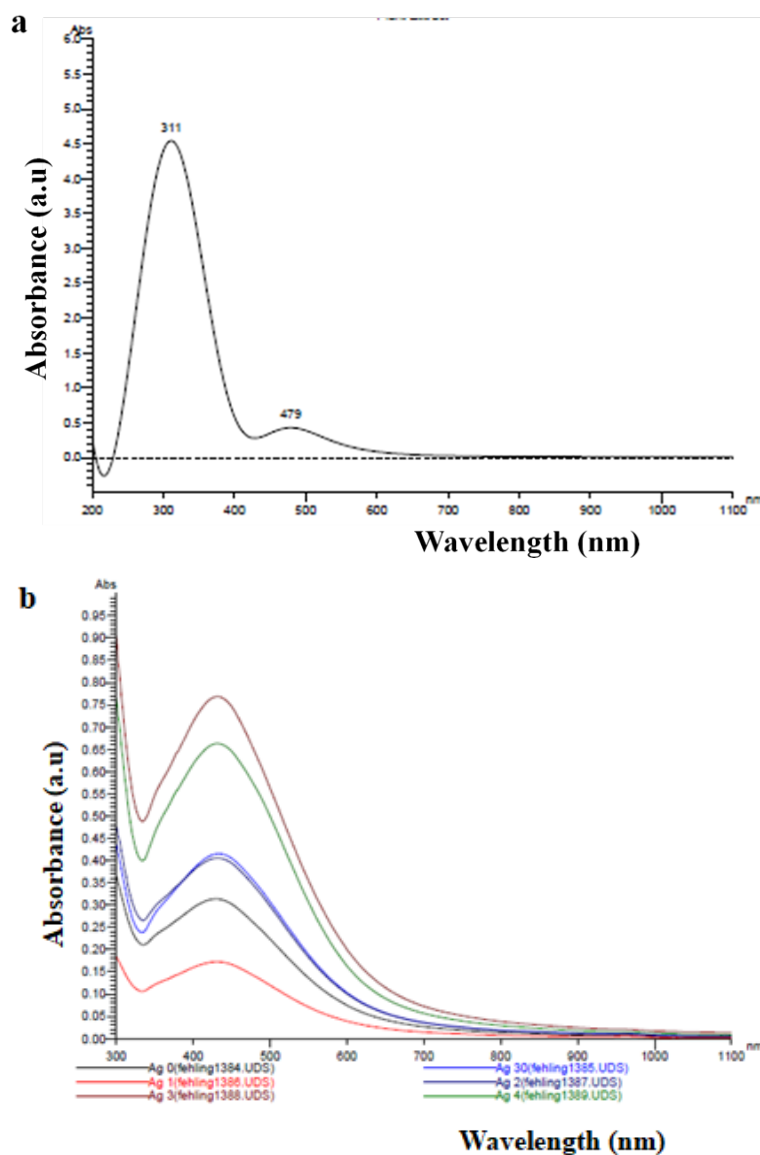 a
Abs
6.0
5.5
5.0
4.5
4.0
3.5
3.0
2.5
2.0
1.5
1.0
0.5
0.0
Absorbance (a.u)
311
479
200 300 400 500 600 700 800 900 1000 1100 nm
Wavelength (nm)
b
Abs
0.95
0.90
0.85
0.80
0.75
0.70
0.65
0.60
0.55
0.50
0.45
0.40
0.35
0.30
0.25
0.20
0.15
0.10
0.05
0.00
Absorbance (a.u)
300 400 500 600 700 800 900 1000 1100 nm
Ag 0(fehling1384.UDS) Ag 30(fehling1385.UDS)
Ag 1(fehling1386.UDS) Ag 2(fehling1387.UDS)
Ag 3(fehling1388.UDS) Ag 4(fehling1389.UDS)
Wavelength (nm)